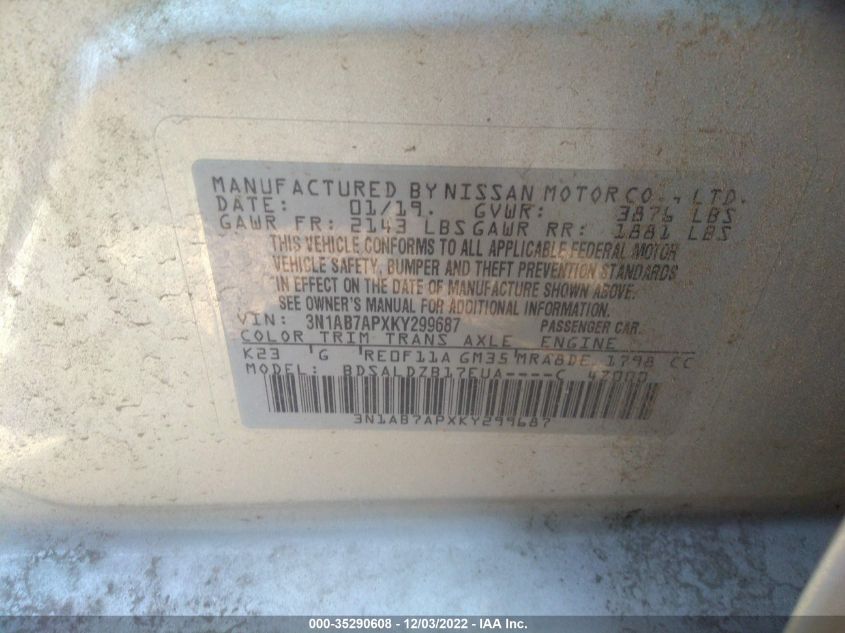 MANUFACTURED BY NISSAN MOTOR CO., LTD.
DATE: 01/19. GVWR: 3876 LBS
GAWR FR: 2143 LBS GAWR RR: 1881 LBS
THIS VEHICLE CONFORMS TO ALL APPLICABLE FEDERAL MOTOR
VEHICLE SAFETY, BUMPER AND THEFT PREVENTION STANDARDS
IN EFFECT ON THE DATE OF MANUFACTURE SHOWN ABOVE.
SEE OWNER'S MANUAL FOR ADDITIONAL INFORMATION.
VIN: 3N1AB7APXKY299687 PASSENGER CAR.
COLOR TRIM TRANS AXLE ENGINE
K23 G RE0F11A GM35 MRA8DE 1798 CC
MODEL: BDSALDZB17EUA----C 47000
3N1AB7APXKY299687
000-35290608 - 12/03/2022 - IAA Inc.